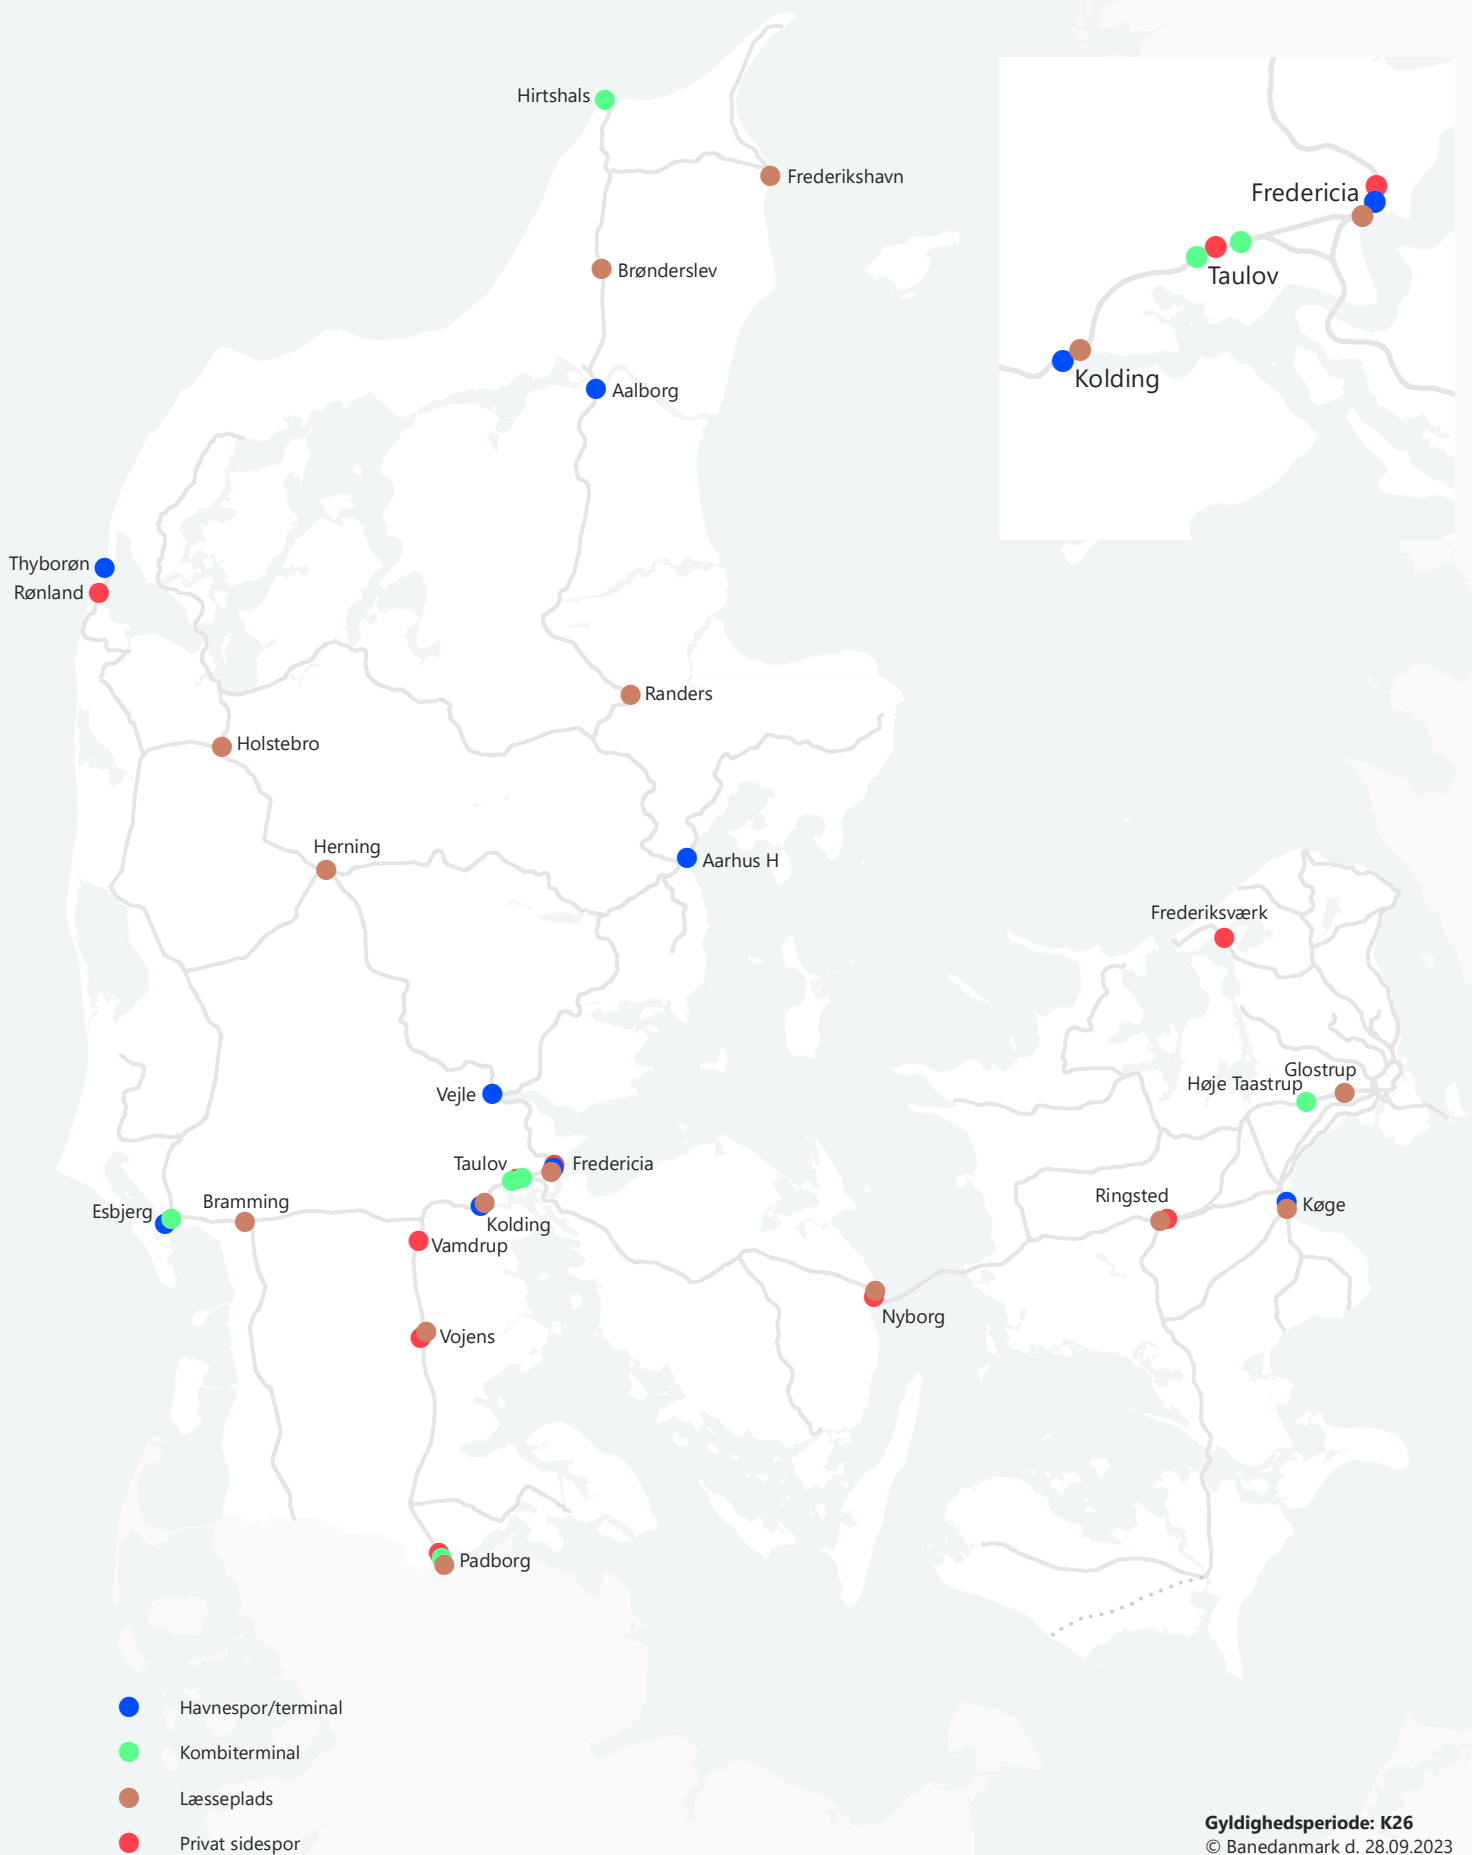 Hirtshals
Frederikshavn
Fredericia
Taulov
Brønderslev
Kolding
Aalborg
Thyborøn
Rønland
Randers
Holstebro
Herning
Aarhus H
Frederiksværk
Glostrup
Høje Taastrup
Vejle
Taulov
Fredericia
Ringsted
Bramming
Esbjerg
Køge
Kolding
Vamdrup
Nyborg
Vojens
Padborg
Havnespor/terminal
Kombiterminal
Læsseplads
Privat sidespor
Gyldighedsperiode: K26
© Banedanmark d. 28.09.2023